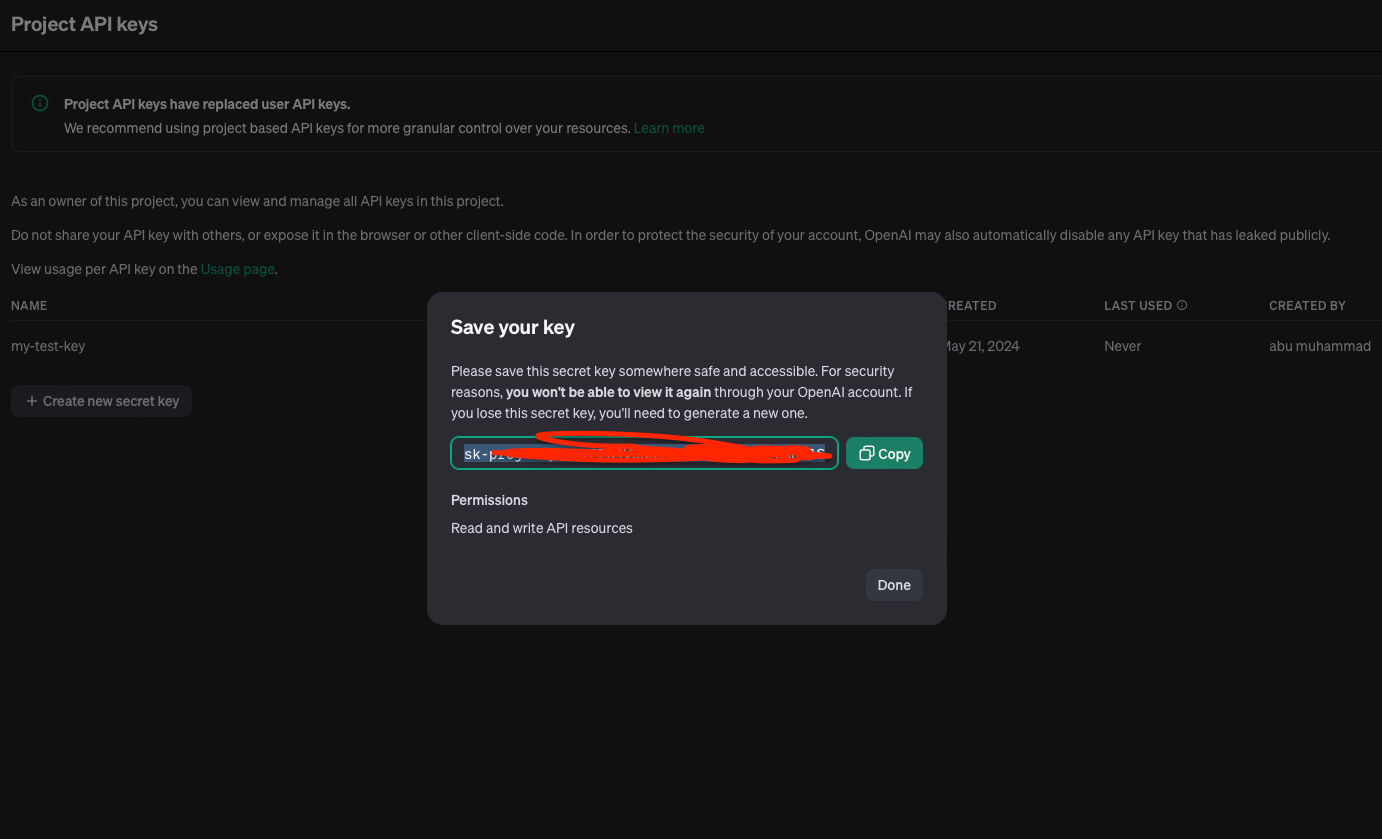 Project API keys
Project API keys have replaced user API keys.
We recommend using project based API keys for more granular control over your resources. Learn more
As an owner of this project, you can view and manage all API keys in this project.
Do not share your API key with others, or expose it in the browser or other client-side code. In order to protect the security of your account, OpenAI may also automatically disable any API key that has leaked publicly.
View usage per API key on the Usage page.
NAME LAST USED CREATED BY
my-test-key 21, 2024 Never abu muhammad
+ Create new secret key
Save your key
Please save this secret key somewhere safe and accessible. For security
reasons, you won't be able to view it again through your OpenAI account. If
you lose this secret key, you'll need to generate a new one.
Copy
Permissions
Read and write API resources
Done